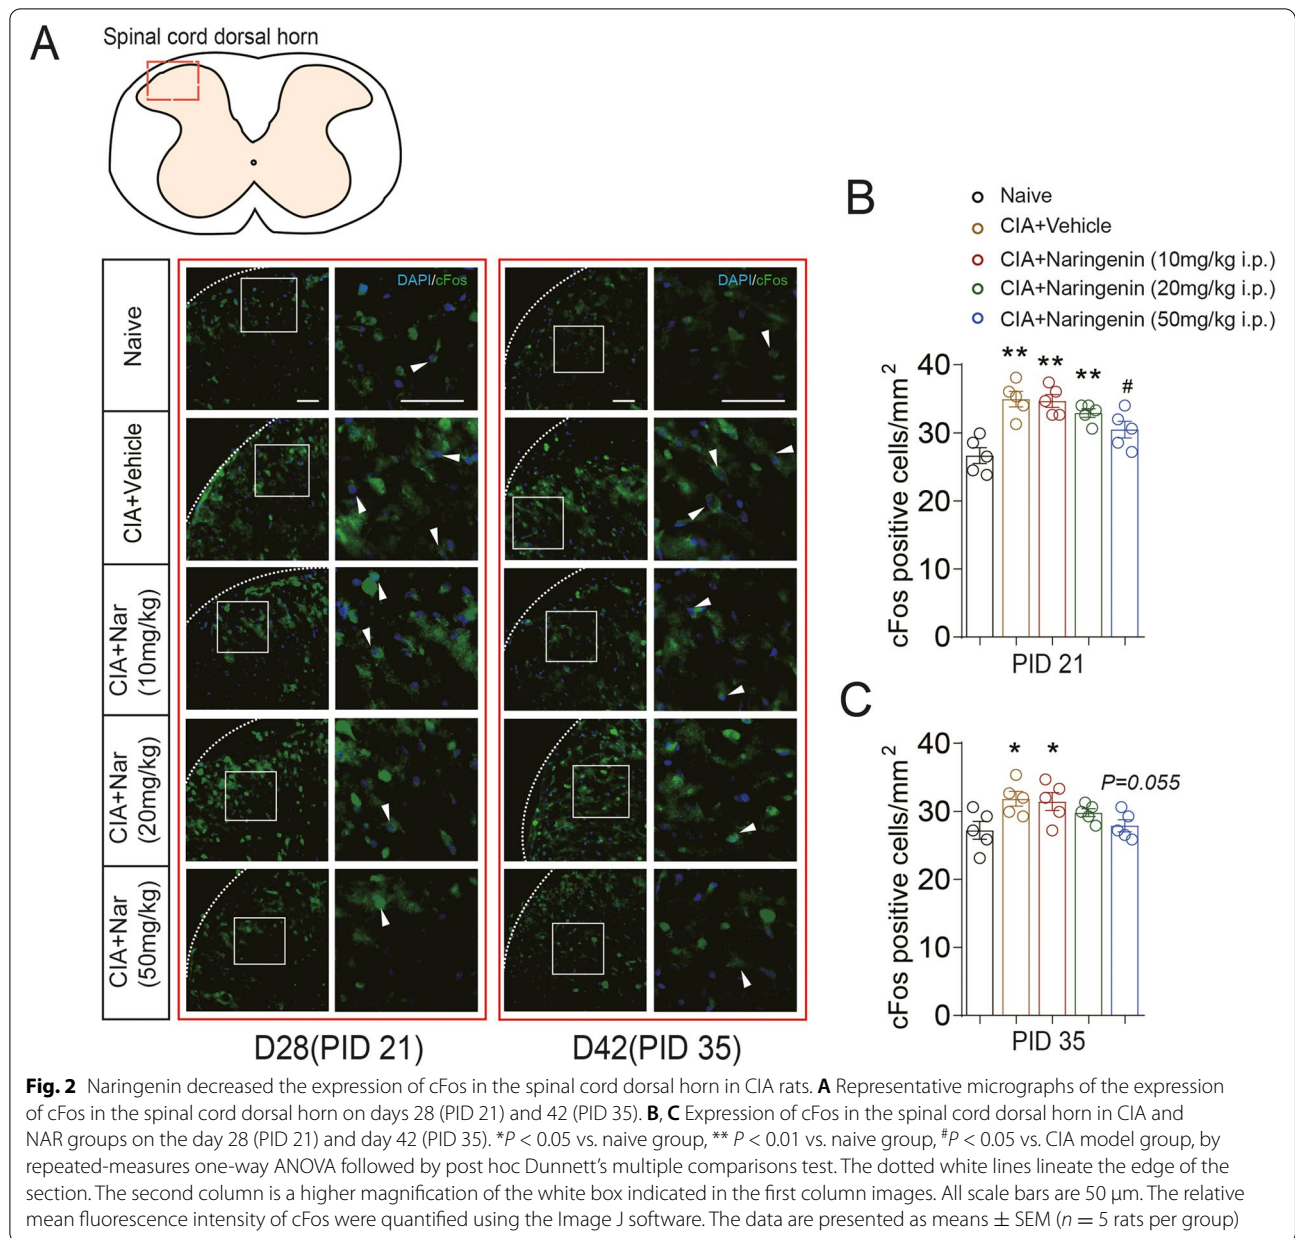 A
Spinal cord dorsal horn
Naive
CIA+Vehicle
CIA+Nar
(10mg/kg)
CIA+Nar
(20mg/kg)
CIA+Nar
(50mg/kg)
DAPI/cFos
DAPI/cFos
D28(PID 21)
D42(PID 35)
B
Naive
CIA+Vehicle
CIA+Naringenin (10mg/kg i.p.)
CIA+Naringenin (20mg/kg i.p.)
CIA+Naringenin (50mg/kg i.p.)
cFos positive cells/mm²
40
30
20
10
0
**
**
**
#
PID 21
C
cFos positive cells/mm²
40
30
20
10
0
*
*
P=0.055
PID 35
Fig. 2 Naringenin decreased the expression of cFos in the spinal cord dorsal horn in CIA rats. A Representative micrographs of the expression
of cFos in the spinal cord dorsal horn on days 28 (PID 21) and 42 (PID 35). B, C Expression of cFos in the spinal cord dorsal horn in CIA and
NAR groups on the day 28 (PID 21) and day 42 (PID 35). *P < 0.05 vs. naive group, ** P < 0.01 vs. naive group, #P < 0.05 vs. CIA model group, by
repeated-measures one-way ANOVA followed by post hoc Dunnett's multiple comparisons test. The dotted white lines lineate the edge of the
section. The second column is a higher magnification of the white box indicated in the first column images. All scale bars are 50 μm. The relative
mean fluorescence intensity of cFos were quantified using the Image J software. The data are presented as means ± SEM (n = 5 rats per group)